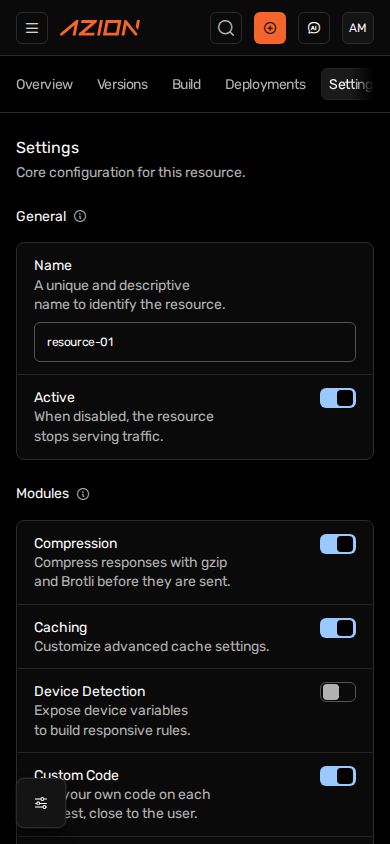 AZION
AI
AM
Overview Versions Build Deployments Setting
Settings
Core configuration for this resource.
General
Name
A unique and descriptive
name to identify the resource.
resource-01
Active
When disabled, the resource
stops serving traffic.
Modules
Compression
Compress responses with gzip
and Brotli before they are sent.
Caching
Customize advanced cache settings.
Device Detection
Expose device variables
to build responsive rules.
Custom Code
your own code on each
est, close to the user.